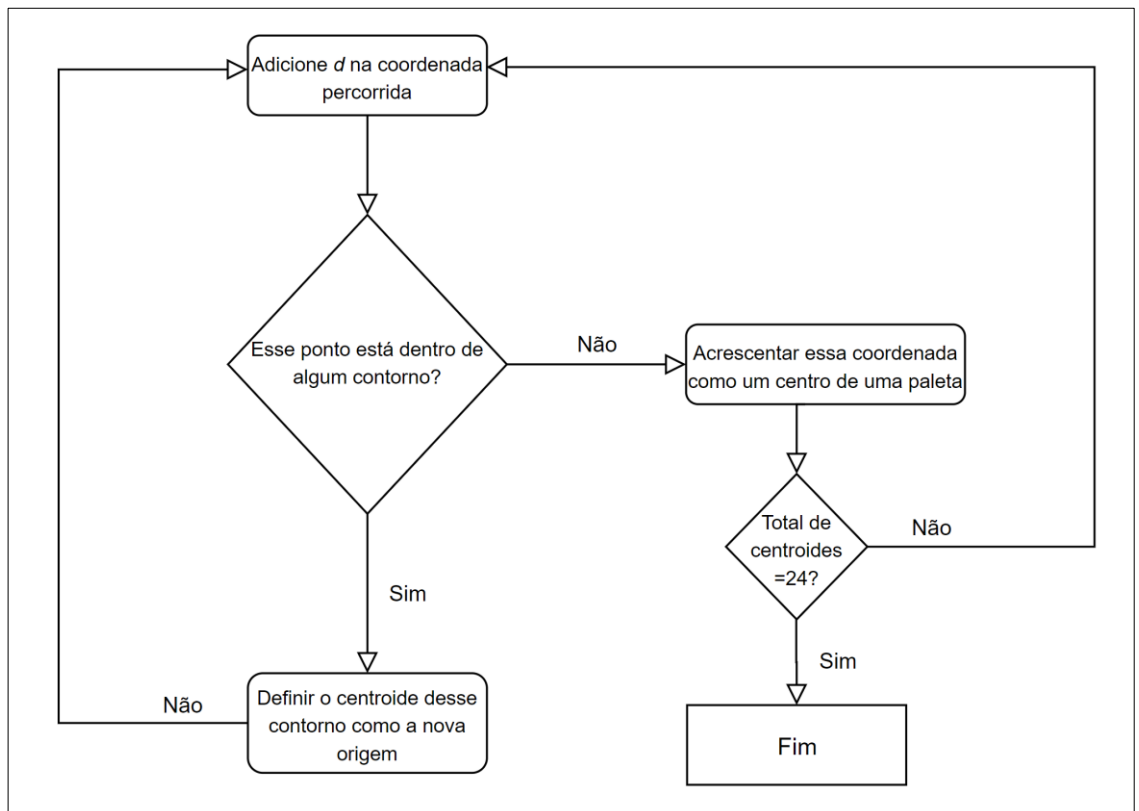 Adicione d na coordenada
percorrida
Esse ponto está dentro de
algum contorno?
Não
Acrescentar essa coordenada
como um centro de uma paleta
Total de
centroides
=24?
Não
Sim
Sim
Não
Definir o centroide desse
contorno como a nova
origem
Fim